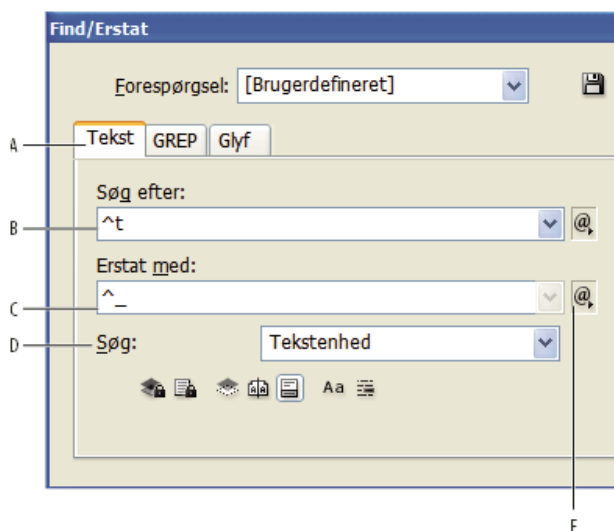 Find/Erstat
Forespørgsel: [Brugerdefineret]
A Tekst GREP Glyf
Søg efter:
B ^t @
Erstat med:
C ^_ @
D Søg: Tekstenhed
Aa